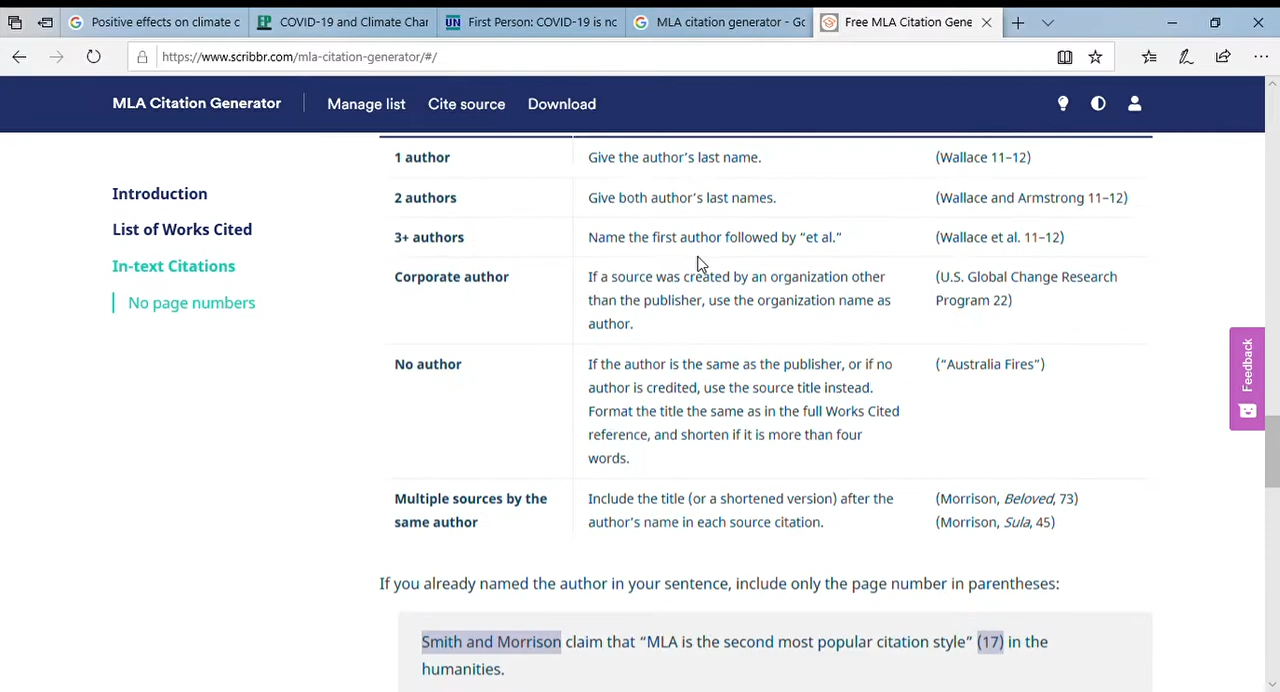 Positive effects on climate c
COVID-19 and Climate Char
UN First Person: COVID-19 is nc
MLA citation generator - Go
Free MLA Citation Gene
https://www.scribbr.com/mla-citation-generator/#/
MLA Citation Generator Manage list Cite source Download
1 author Give the author's last name. (Wallace 11–12)
Introduction
2 authors Give both author's last names. (Wallace and Armstrong 11–12)
List of Works Cited
3+ authors Name the first author followed by “et al.” (Wallace et al. 11–12)
In-text Citations
Corporate author If a source was created by an organization other (U.S. Global Change Research
No page numbers
than the publisher, use the organization name as Program 22)
author.
Feedback
No author If the author is the same as the publisher, or if no (“Australia Fires”)
author is credited, use the source title instead.
Format the title the same as in the full Works Cited
reference, and shorten if it is more than four
words.
Multiple sources by the Include the title (or a shortened version) after the (Morrison, Beloved, 73)
same author author's name in each source citation. (Morrison, Sula, 45)
If you already named the author in your sentence, include only the page number in parentheses:
Smith and Morrison claim that “MLA is the second most popular citation style” (17) in the
humanities.